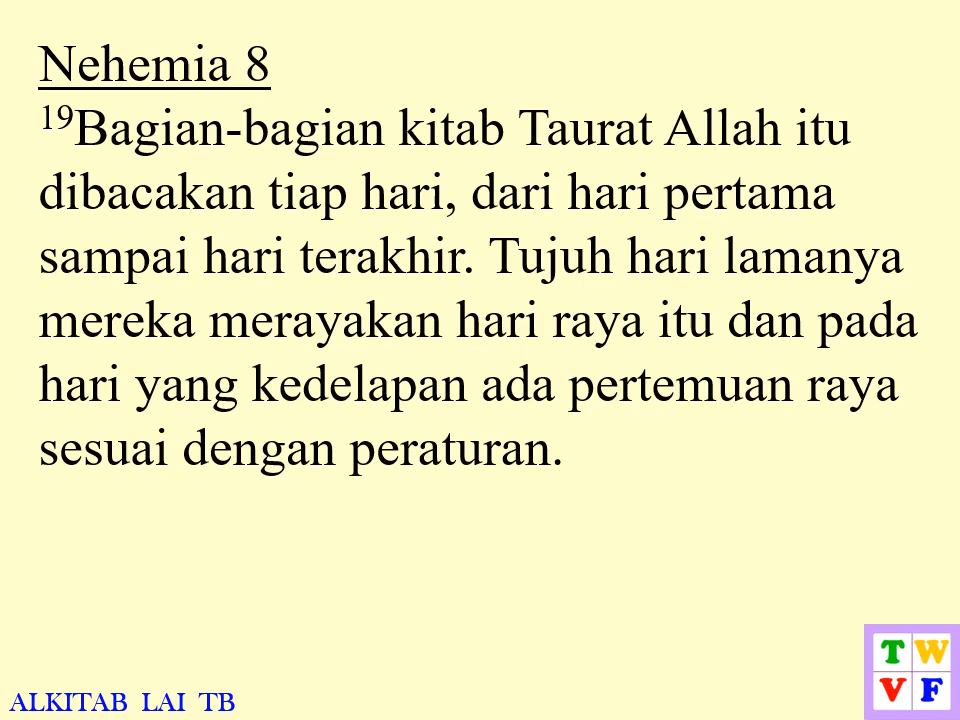 Nehemia 8
19Bagian-bagian kitab Taurat Allah itu
dibacakan tiap hari, dari hari pertama
sampai hari terakhir. Tujuh hari lamanya
mereka merayakan hari raya itu dan pada
hari yang kedelapan ada pertemuan raya
sesuai dengan peraturan.
T W
V F
ALKITAB LAI TB